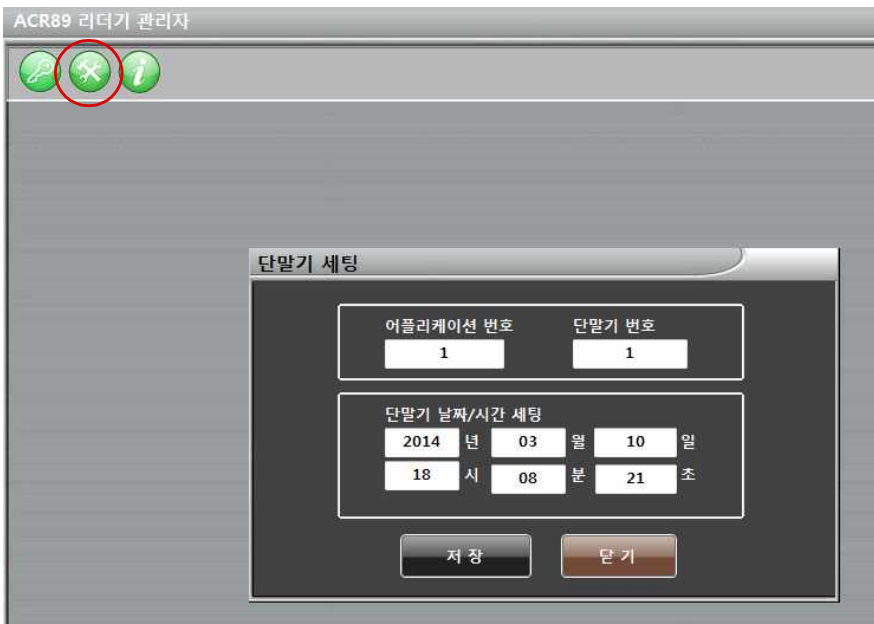 ACR89 리더기 관리자
i
단말기 세팅
어플리케이션 번호 단말기 번호
1 1
단말기 날짜/시간 세팅
2014 년 03 월 10 일
18 시 08 분 21 초
저 장 닫 기